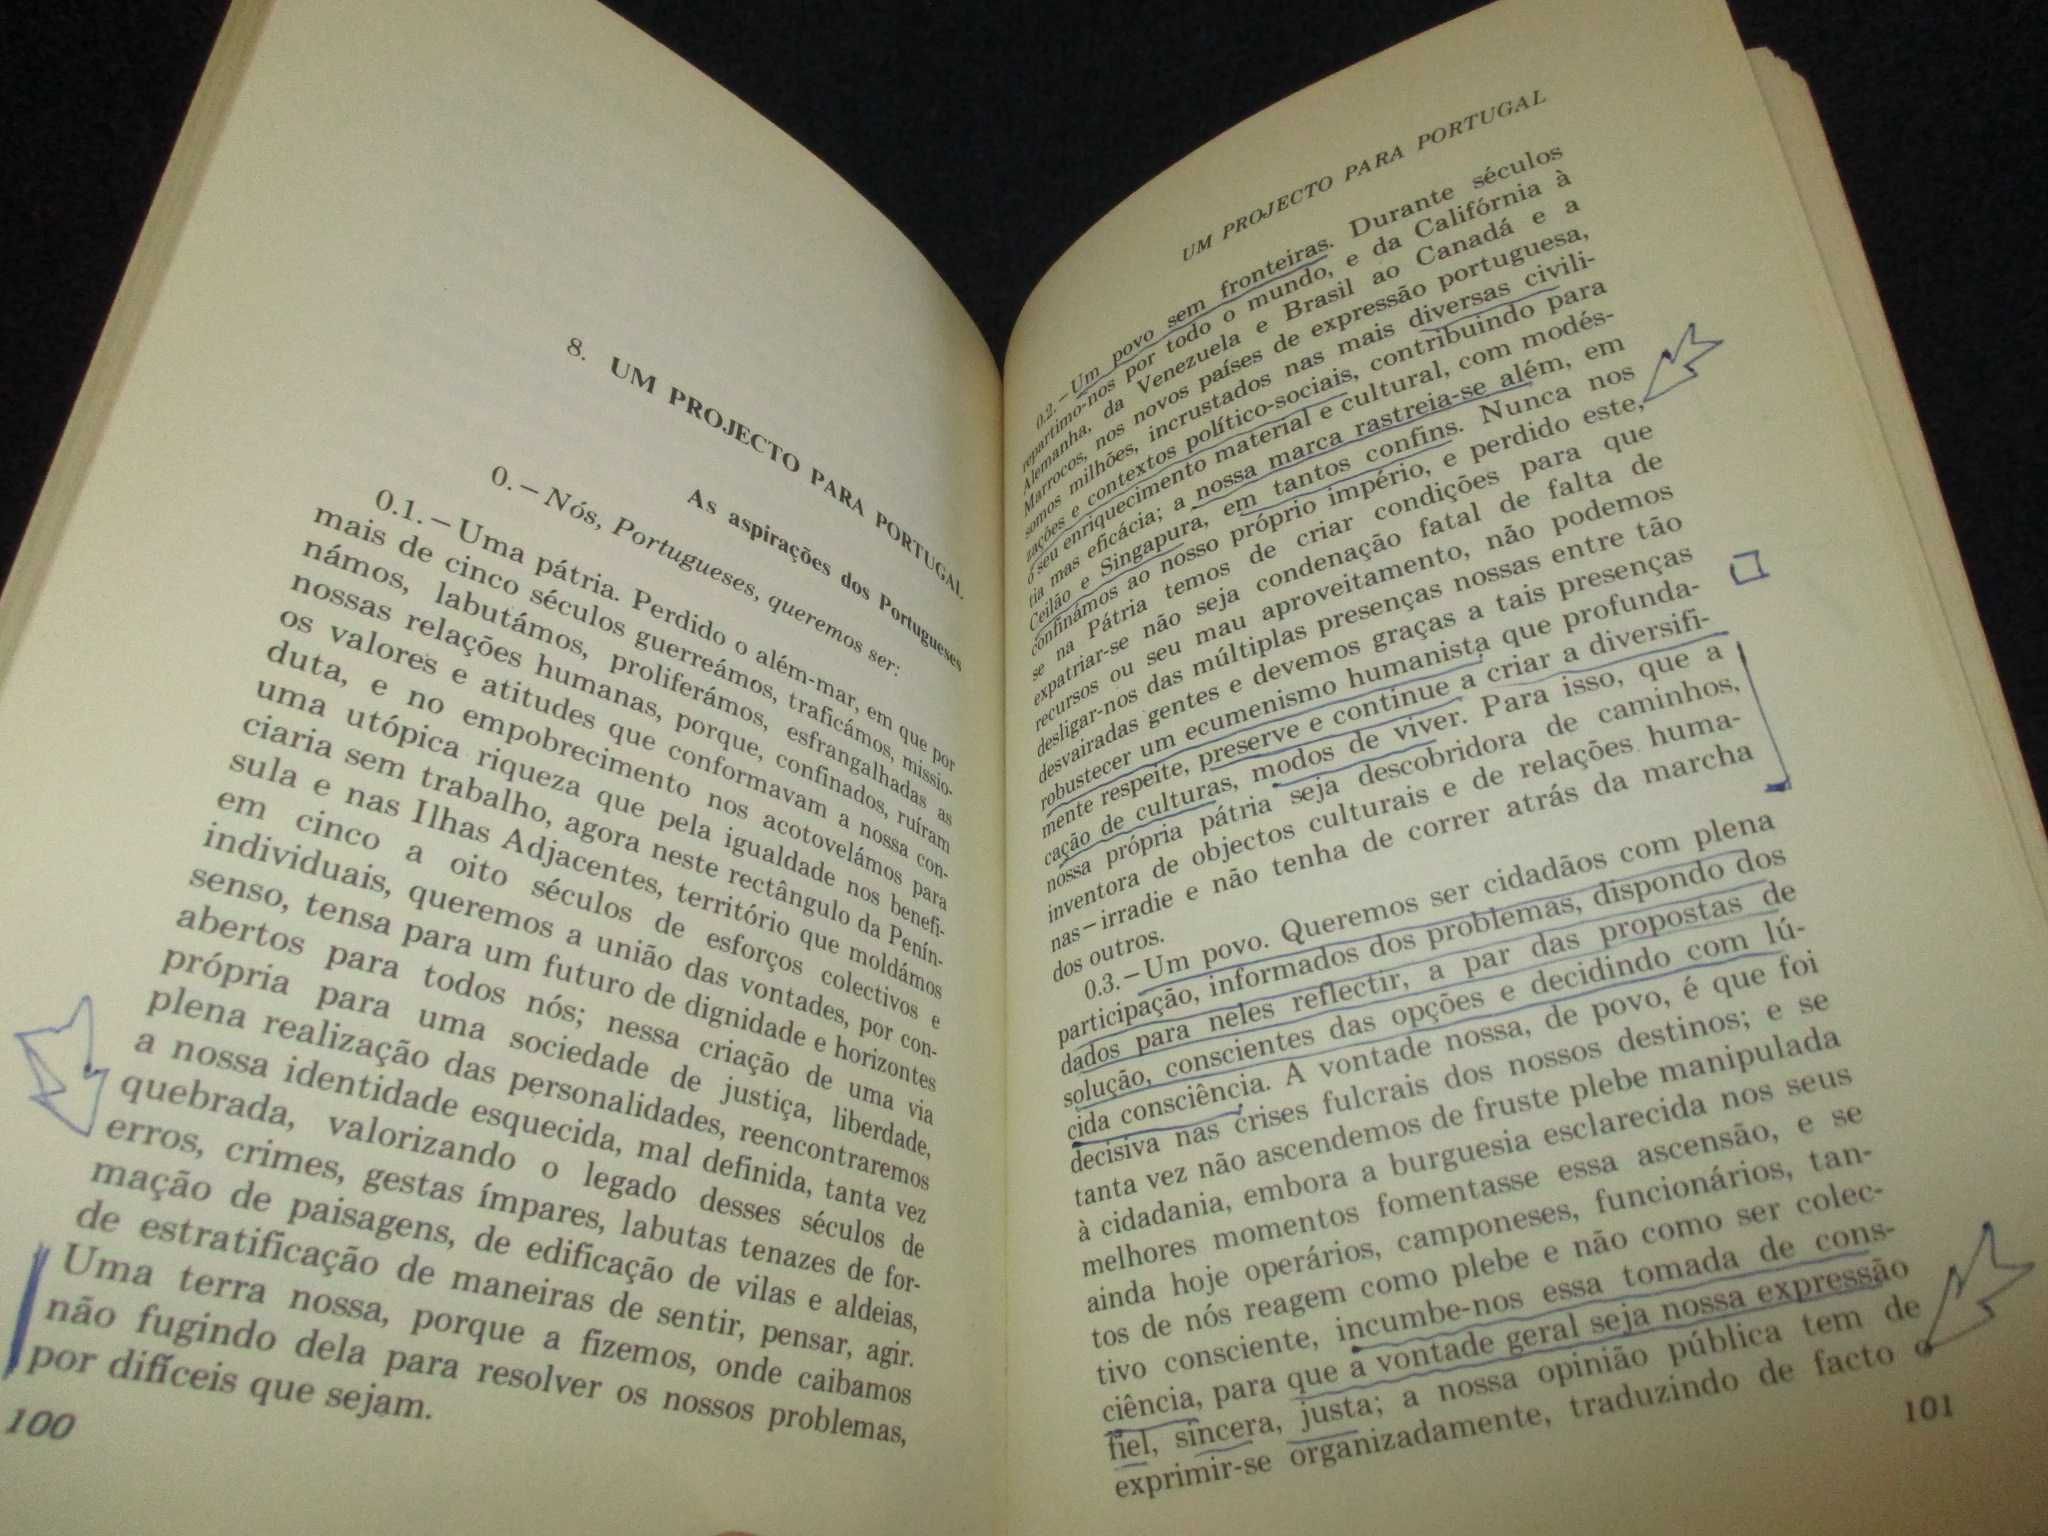 8. UM PROJECTO PARA PORTUGAL
As aspirações dos Portugueses
0. — Nós, Portugueses, queremos ser:
0.1. — Uma pátria. Perdido o além-mar, em que por
mais de cinco séculos guerreámos, traficámos, missio-
námos, labutámos, proliferámos, esfrangalhadas as
nossas relações humanas, porque, confinados, ruíram
os valores e atitudes que conformavam a nossa con-
duta, e no empobrecimento nos acotovelámos para
uma utópica riqueza que pela igualdade nos benefi-
ciaria sem trabalho, agora neste rectângulo da Penín-
sula e nas Ilhas Adjacentes, território que moldámos
em cinco a oito séculos de esforços colectivos e
individuais, queremos a união das vontades, por con-
senso, tensa para um futuro de dignidade e horizontes
abertos para todos nós; nessa criação de uma via
própria para uma sociedade de justiça, liberdade,
plena realização das personalidades, reencontraremos
a nossa identidade esquecida, mal definida, tanta vez
quebrada, valorizando o legado desses séculos de
erros, crimes, gestas ímpares, labutas tenazes de for-
mação de paisagens, de edificação de vilas e aldeias,
de estratificação de maneiras de sentir, pensar, agir.
Uma terra nossa, porque a fizemos, onde caibamos
não fugindo dela para resolver os nossos problemas,
por difíceis que sejam.
100
UM PROJECTO PARA PORTUGAL
0.2. — Um povo sem fronteiras. Durante séculos
repartimo-nos por todo o mundo, e da Califórnia à
Alemanha, da Venezuela e Brasil ao Canadá e a
Marrocos, nos novos países de expressão portuguesa,
somos milhões, incrustados nas mais diversas civili-
zações e contextos político-sociais, contribuindo para
o seu enriquecimento material e cultural, com modés-
tia mas eficácia; a nossa marca rastreia-se além, em
Ceilão e Singapura, em tantos confins. Nunca nos
confinámos ao nosso próprio império, e perdido este,
se na Pátria temos de criar condições para que
expatriar-se não seja condenação fatal de falta de
recursos ou seu mau aproveitamento, não podemos
desligar-nos das múltiplas presenças nossas entre tão
desvairadas gentes e devemos graças a tais presenças
robustecer um ecumenismo humanista que profunda-
mente respeite, preserve e continue a criar a diversifi-
cação de culturas, modos de viver. Para isso, que a
nossa própria pátria seja descobridora de caminhos,
inventora de objectos culturais e de relações huma-
nas — irradie e não tenha de correr atrás da marcha
dos outros.
0.3. — Um povo. Queremos ser cidadãos com plena
participação, informados dos problemas, dispondo dos
dados para neles reflectir, a par das propostas de
solução, conscientes das opções e decidindo com lú-
cida consciência. A vontade nossa, de povo, é que foi
decisiva nas crises fulcrais dos nossos destinos; e se
tanta vez não ascendemos de fruste plebe manipulada
à cidadania, embora a burguesia esclarecida nos seus
melhores momentos fomentasse essa ascensão, e se
ainda hoje operários, camponeses, funcionários, tan-
tos de nós reagem como plebe e não como ser colec-
tivo consciente, incumbe-nos essa tomada de cons-
ciência, para que a vontade geral seja nossa expressão
fiel, sincera, justa; a nossa opinião pública tem de
exprimir-se organizadamente, traduzindo de facto o
101